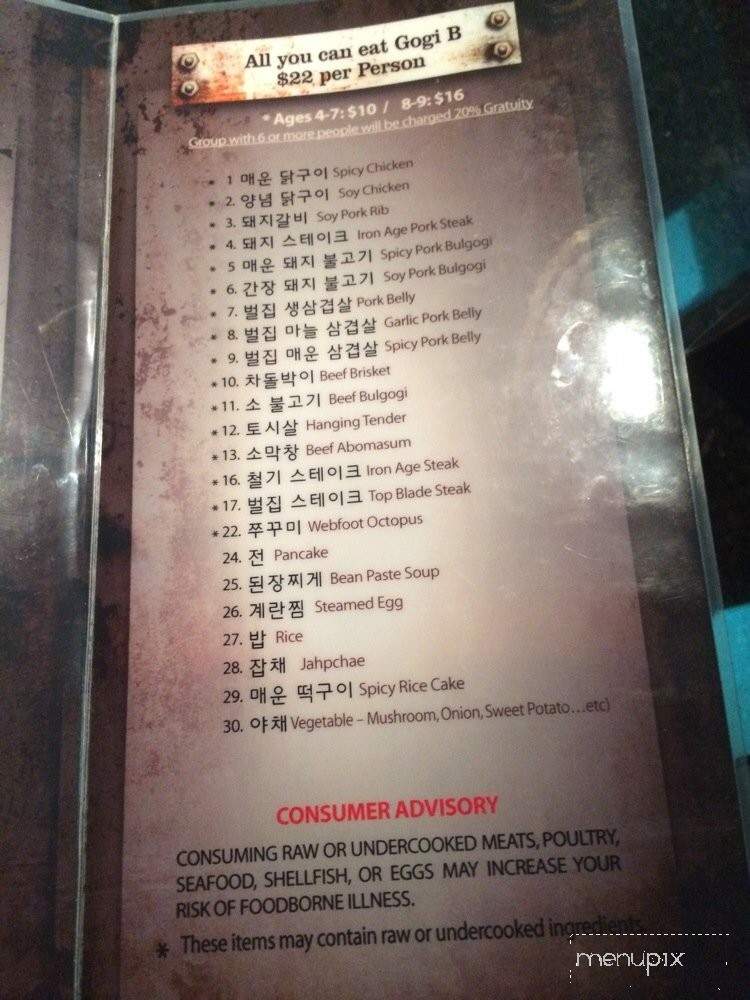 All you can eat Gogi B
$22 per Person
* Ages 4-7: $10 / 8-9: $16
Group with 6 or more people will be charged 20% Gratuity
* 1 매운 닭구이 Spicy Chicken
* 2. 양념 닭구이 Soy Chicken
* 3. 돼지갈비 Soy Pork Rib
* 4. 돼지 스테이크 Iron Age Pork Steak
* 5 매운 돼지 불고기 Spicy Pork Bulgogi
* 6. 간장 돼지 불고기 Soy Pork Bulgogi
* 7. 벌집 생삼겹살 Pork Belly
* 8. 벌집 마늘 삼겹살 Garlic Pork Belly
* 9. 벌집 매운 삼겹살 Spicy Pork Belly
* 10. 차돌박이 Beef Brisket
* 11. 소 불고기 Beef Bulgogi
* 12. 토시살 Hanging Tender
* 13. 소막창 Beef Abomasum
* 16. 철기 스테이크 Iron Age Steak
* 17. 벌집 스테이크 Top Blade Steak
* 22. 쭈꾸미 Webfoot Octopus
24. 전 Pancake
25. 된장찌게 Bean Paste Soup
26. 계란찜 Steamed Egg
27. 밥 Rice
28. 잡채 Jahpchae
29. 매운 떡구이 Spicy Rice Cake
30. 야채 Vegetable – Mushroom, Onion, Sweet Potato...etc)
CONSUMER ADVISORY
CONSUMING RAW OR UNDERCOOKED MEATS, POULTRY,
SEAFOOD, SHELLFISH, OR EGGS MAY INCREASE YOUR
RISK OF FOODBORNE ILLNESS.
* These items may contain raw or undercooked ingredients.
menupix